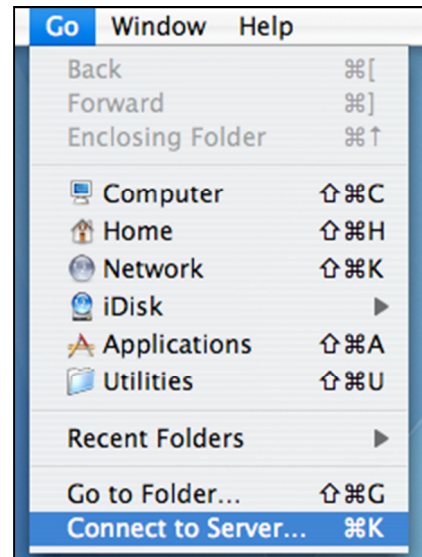 Go Window Help
Back ⌘[
Forward ⌘]
Enclosing Folder ⌘↑
Computer ⇧⌘C
Home ⇧⌘H
Network ⇧⌘K
iDisk ▶
Applications ⇧⌘A
Utilities ⇧⌘U
Recent Folders ▶
Go to Folder... ⇧⌘G
Connect to Server... ⌘K